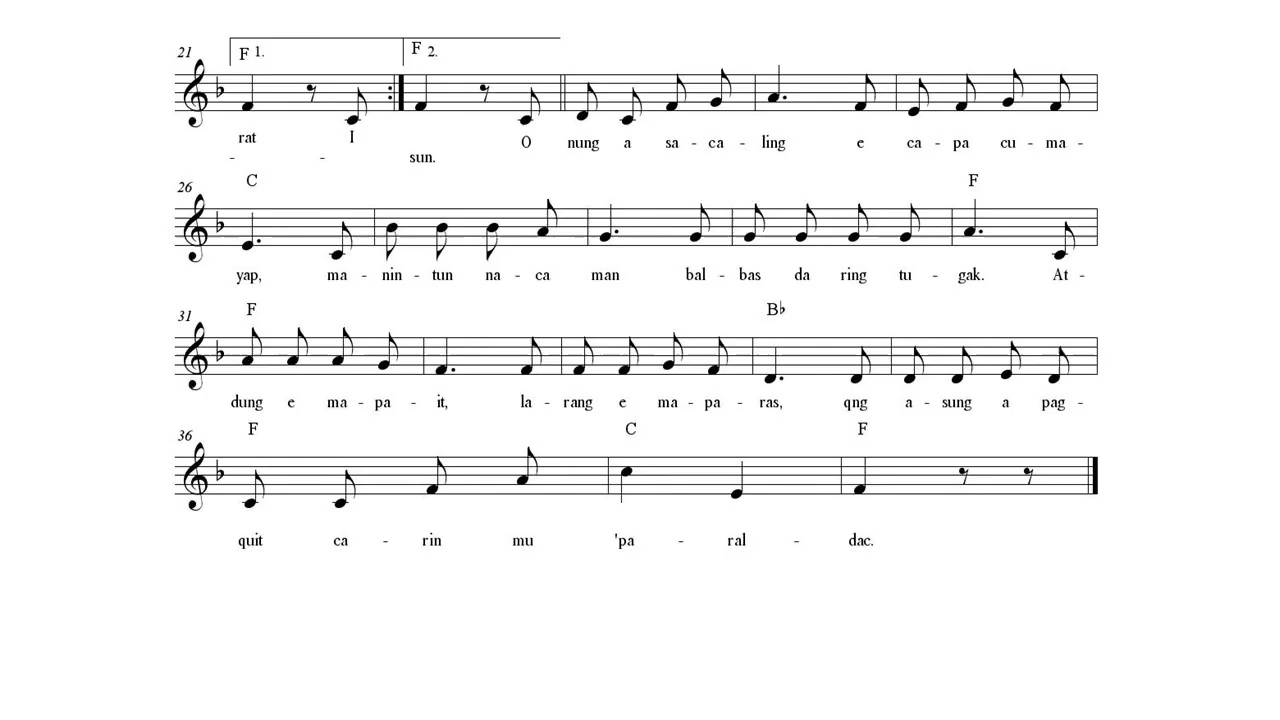 21 F 1. F 2.
rat I O nung a sa - ca - ling e ca - pa cu - ma -
- - sun.
26 C F
yap, ma - nin - tun na - ca man bal - bas da ring tu - gak. At -
31 F B♭
dung e ma - pa - it, la - rang e ma - pa - ras, qng a - sung a pag -
36 F C F
quit ca - rin mu 'pa - ral - dac.